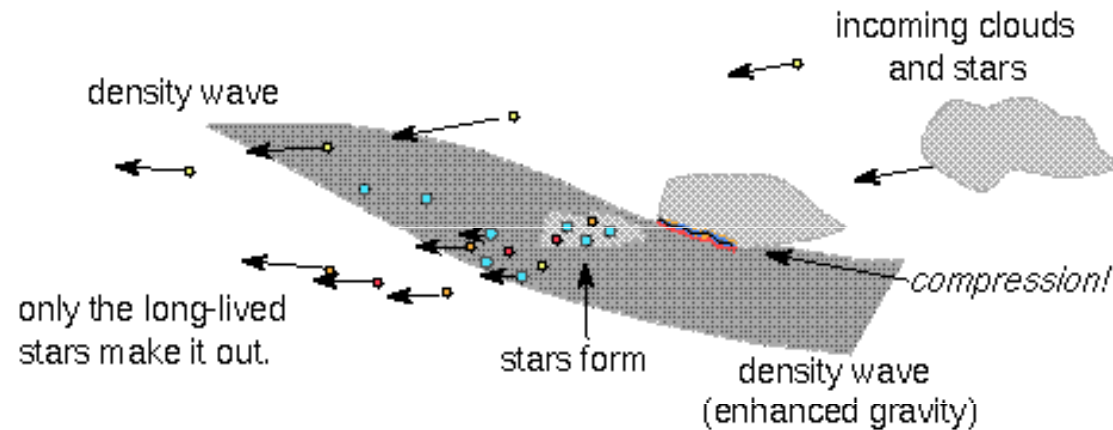 incoming clouds
and stars
density wave
compression!
only the long-lived
stars make it out.
stars form
density wave
(enhanced gravity)